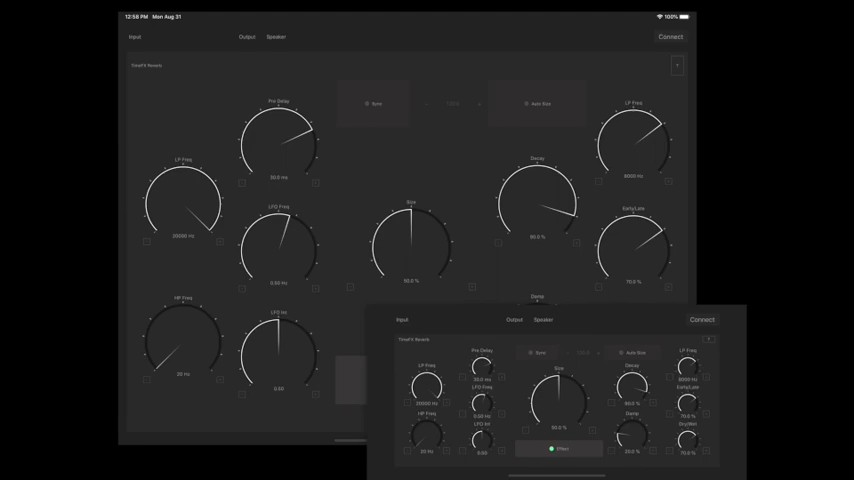 12:58 PM Mon Aug 31
100%
Input
Output
Speaker
Connect
TimeFX Reverb
Pre Delay
30.0 ms
Sync
Auto Size
LP Freq
8000 Hz
LP Freq
20000 Hz
LFO Freq
0.50 Hz
Size
50.0 %
Decay
80.0 %
Early/Late
70.0 %
HP Freq
20 Hz
LFO Int
0.50
Damp
Input
Output
Speaker
Connect
TimeFX Reverb
Pre Delay
30.0 ms
Sync
Auto Size
LP Freq
8000 Hz
LP Freq
20000 Hz
LFO Freq
0.50 Hz
Size
50.0 %
Decay
80.0 %
Early/Late
70.0 %
HP Freq
20 Hz
LFO Int
0.50
Effect
Damp
20.0 %
Dry/Wet
70.0 %